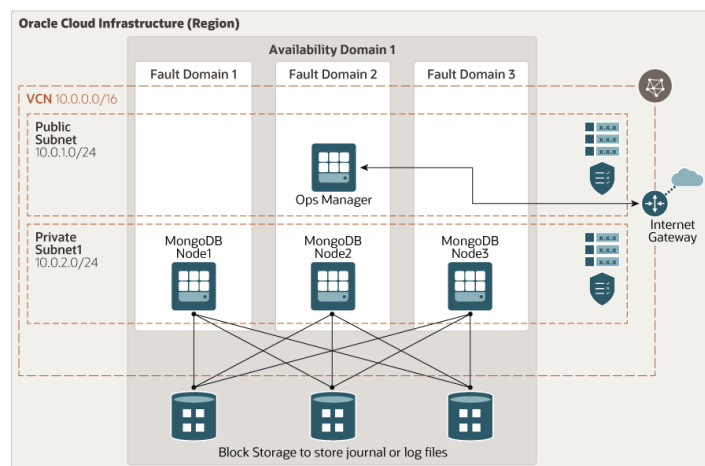 Oracle Cloud Infrastructure (Region)
Availability Domain 1
Fault Domain 1
Fault Domain 2
Fault Domain 3
VCN 10.0.0.0/16
Public
Subnet
10.0.1.0/24
Ops Manager
Internet
Gateway
Private
Subnet1
10.0.2.0/24
MongoDB
Node1
MongoDB
Node2
MongoDB
Node3
Block Storage to store journal or log files